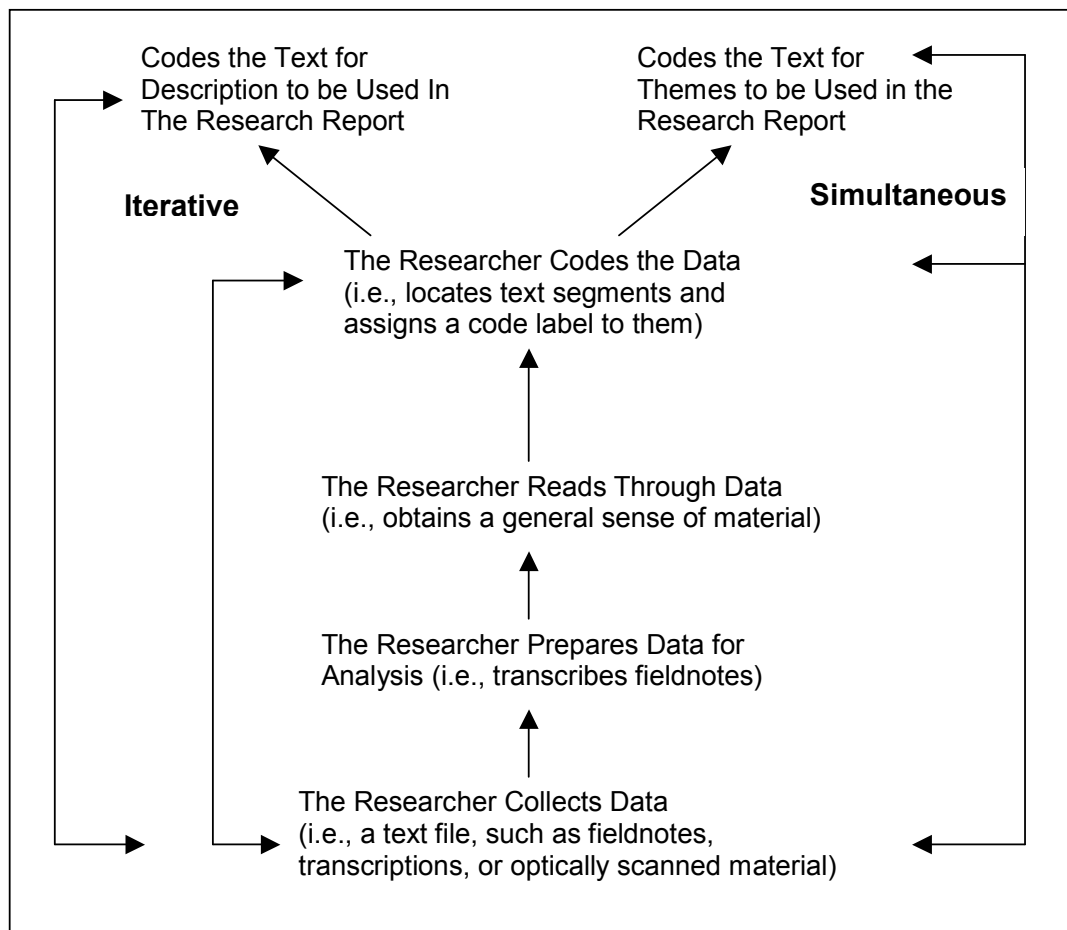 Codes the Text for
Description to be Used In
The Research Report
Codes the Text for
Themes to be Used in the
Research Report
Iterative
Simultaneous
The Researcher Codes the Data
(i.e., locates text segments and
assigns a code label to them)
The Researcher Reads Through Data
(i.e., obtains a general sense of material)
The Researcher Prepares Data for
Analysis (i.e., transcribes fieldnotes)
The Researcher Collects Data
(i.e., a text file, such as fieldnotes,
transcriptions, or optically scanned material)